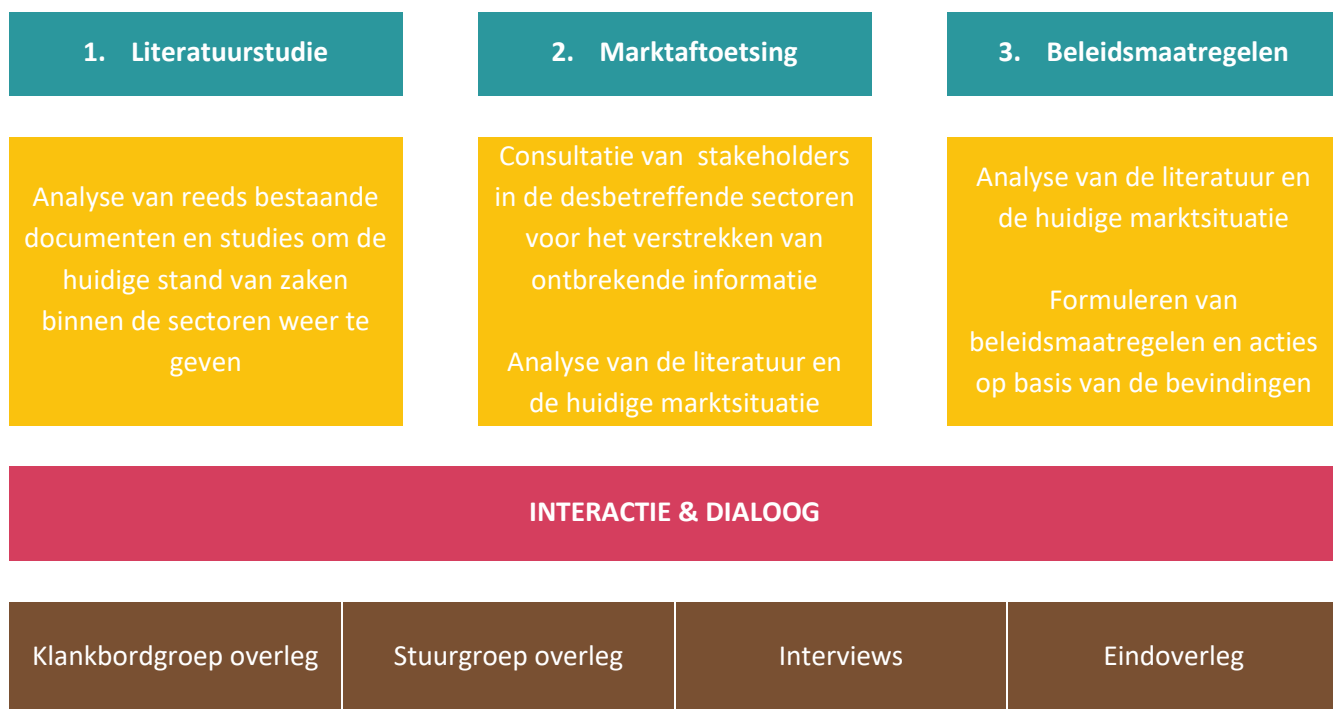 1. Literatuurstudie
2. Marktaftoetsing
3. Beleidsmaatregelen
Analyse van reeds bestaande
documenten en studies om de
huidige stand van zaken
binnen de sectoren weer te
geven
Consultatie van stakeholders
in de desbetreffende sectoren
voor het verstrekken van
ontbrekende informatie
Analyse van de literatuur en
de huidige marktsituatie
Analyse van de literatuur en
de huidige marktsituatie
Formuleren van
beleidsmaatregelen en acties
op basis van de bevindingen
INTERACTIE & DIALOOG
Klankbordgroep overleg
Stuurgroep overleg
Interviews
Eindoverleg